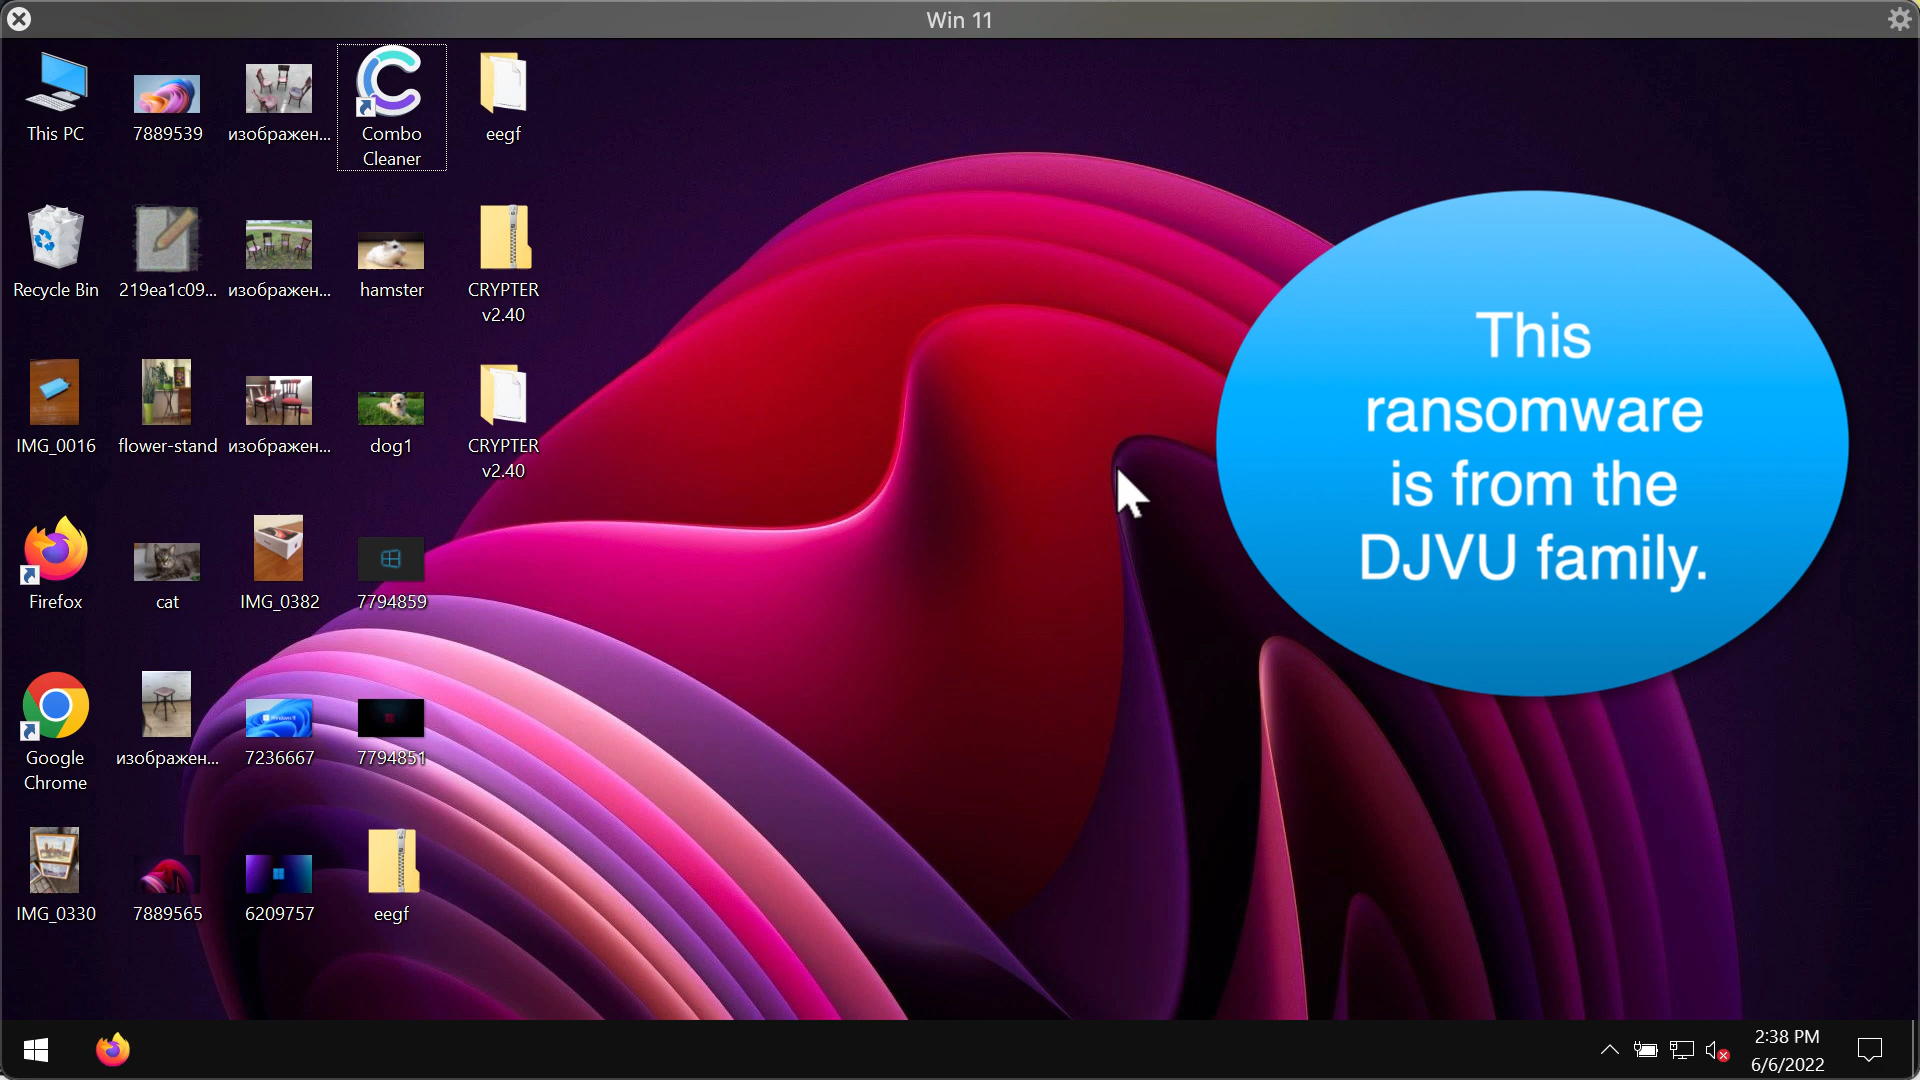 Win 11
This PC
7889539
изображен...
Combo
Cleaner
eegf
Recycle Bin
219ea1c09...
изображен...
hamster
CRYPTER
v2.40
IMG_0016
flower-stand
изображен...
dog1
CRYPTER
v2.40
Firefox
cat
IMG_0382
7794859
Google
Chrome
изображен...
7236667
7794851
IMG_0330
7889565
6209757
eegf
This
ransomware
is from the
DJVU family.
2:38 PM
6/6/2022